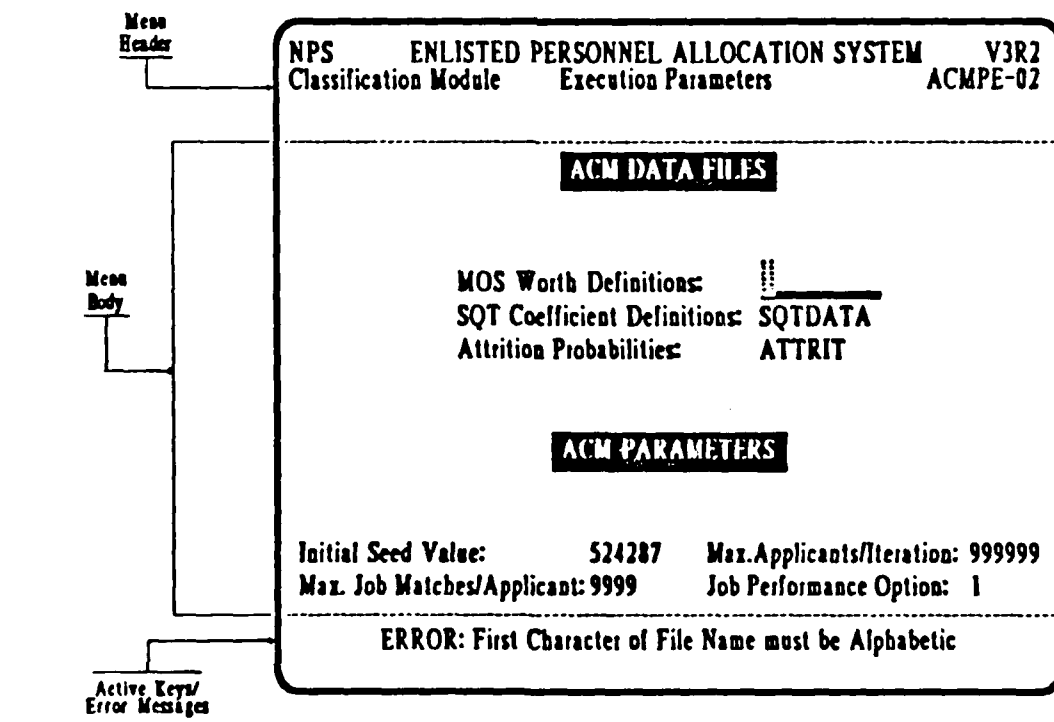 Menu
Header
NPS ENLISTED PERSONNEL ALLOCATION SYSTEM V3R2
Classification Module Execution Parameters ACMPE-02
ACM DATA FILES
Menu
Body
MOS Worth Definitions:
SQT Coefficient Definitions: SQTDATA
Attrition Probabilities: ATTRIT
ACM PARAMETERS
Initial Seed Value: 524287 Max.Applicants/Iteration: 999999
Max. Job Matches/Applicant: 9999 Job Performance Option: 1
ERROR: First Character of File Name must be Alphabetic
Active Keys/
Error Messages